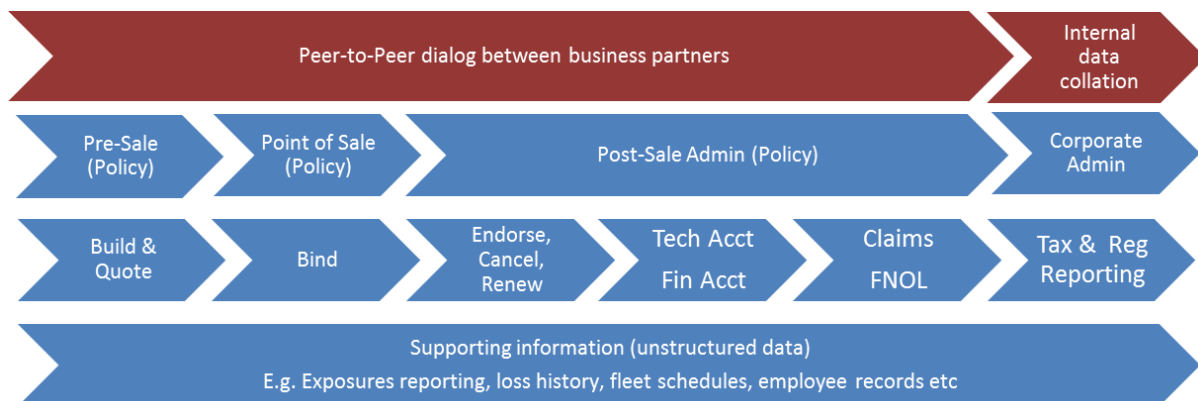 Peer-to-Peer dialog between business partners
Internal
data
collation
Pre-Sale
(Policy)
Point of Sale
(Policy)
Post-Sale Admin (Policy)
Corporate
Admin
Build &
Quote
Bind
Endorse,
Cancel,
Renew
Tech Acct
Fin Acct
Claims
FNOL
Tax & Reg
Reporting
Supporting information (unstructured data)
E.g. Exposures reporting, loss history, fleet schedules, employee records etc